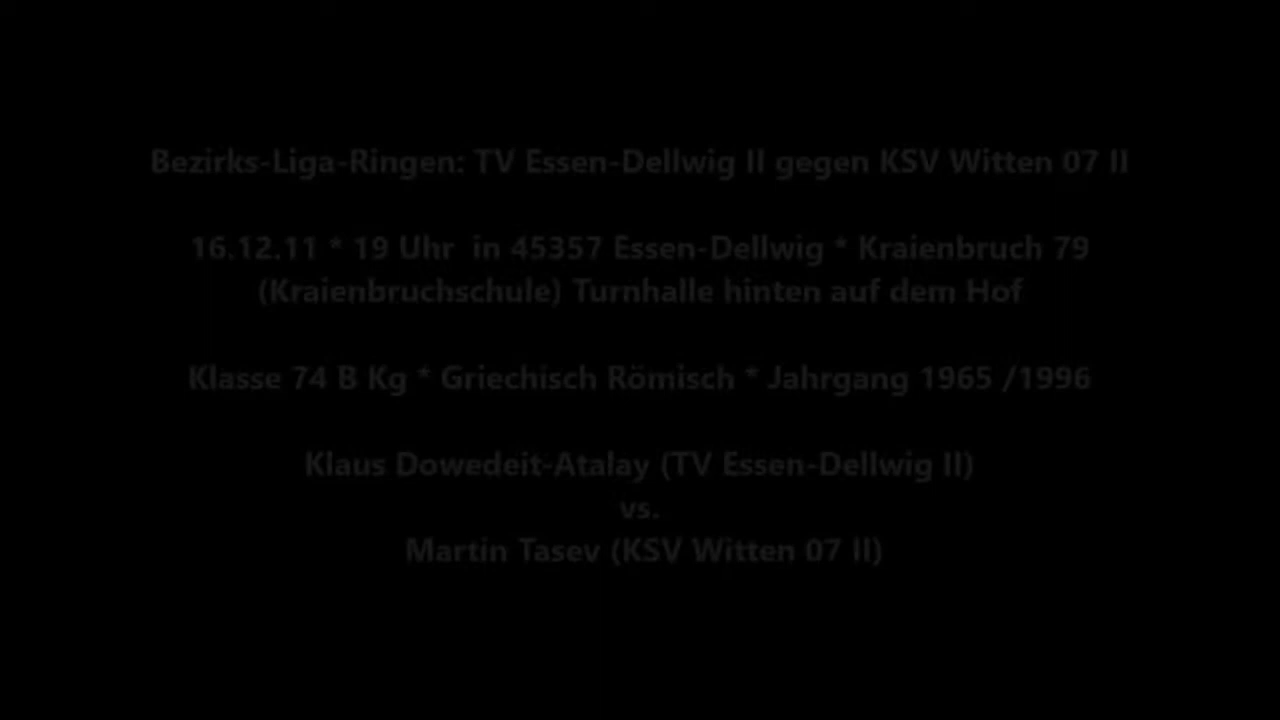 Bezirks-Liga-Ringen: TV Essen-Dellwig II gegen KSV Witten 07 II
16.12.11 * 19 Uhr  in 45357 Essen-Dellwig * Kraienbruch 79
(Kraienbruchschule) Turnhalle hinten auf dem Hof
Klasse 74 B Kg * Griechisch Römisch * Jahrgang 1965 /1996
Klaus Dowedeit-Atalay (TV Essen-Dellwig II)
vs.
Martin Tasev (KSV Witten 07 II)